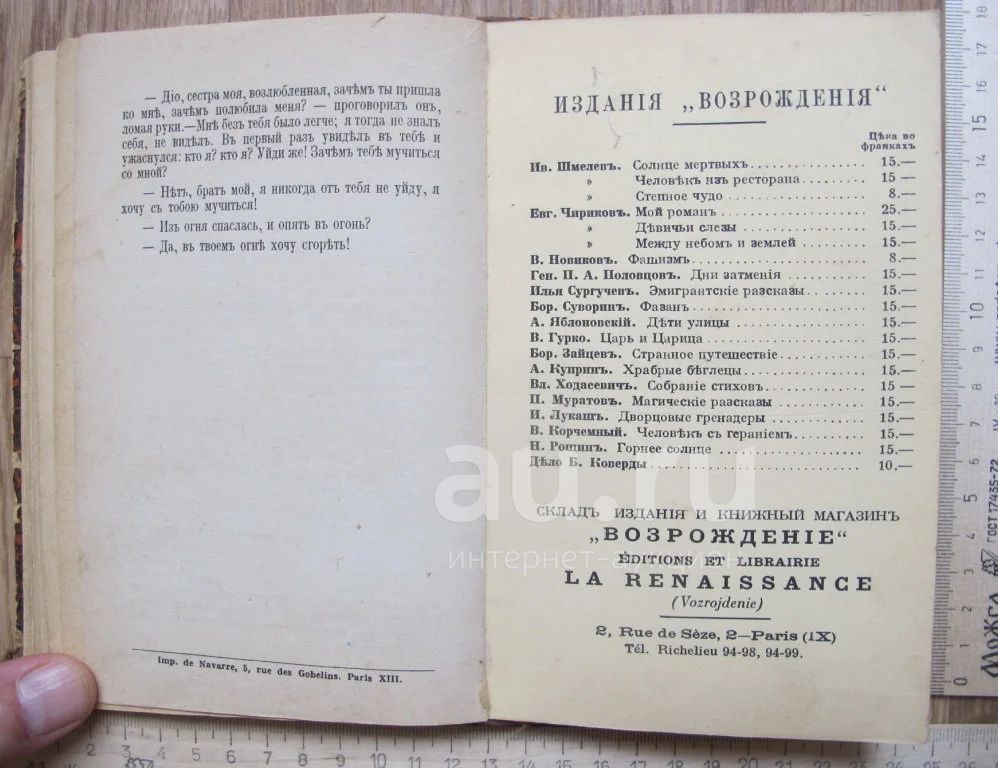 — Діо, сестра моя, возлюбленная, зачѣмъ ты пришла
ко мнѣ, зачѣмъ полюбила меня? — проговорилъ онъ,
ломая руки.—Мнѣ безъ тебя было легче; я тогда не зналъ
себя, не видѣлъ. Въ первый разъ увидѣлъ въ тебѣ и
ужаснулся: кто я? кто я? Уйди же! Зачѣмъ тебѣ мучиться
со мной?
— Нѣтъ, братъ мой, я никогда отъ тебя не уйду, я
хочу съ тобою мучиться!
— Изъ огня спаслась, и опять въ огонь?
— Да, въ твоемъ огнѣ хочу сгорѣть!
Imp. de Navarre, 5, rue des Gobelins. Paris XIII.
ИЗДАНІЯ „ВОЗРОЖДЕНІЯ“
Цѣна во
франкахъ
Ив. Шмелевъ. Солнце мертвыхъ 15.—
» Человѣкъ изъ ресторана 15 —
» Степное чудо 8.—
Евг. Чириковъ. Мой романъ 25.—
» Дѣвичьи слезы 15.—
» Между небомъ и землей 15.—
В. Новиковъ. Фашизмъ 8.—
Ген. П. А. Половцовъ. Дни затменія 15.—
Илья Сургучевъ. Эмигрантскіе разсказы 15.—
Бор. Суворинъ. Фазанъ 15.—
А. Яблоновскій. Дѣти улицы 15.—
В. Гурко. Царь и Царица 15.—
Бор. Зайцевъ. Странное путешествіе 15.—
А. Купринъ. Храбрые бѣглецы 15.—
Вл. Ходасевичъ. Собраніе стиховъ 15 —
П. Муратовъ. Магическіе разсказы 15.—
И. Лукашъ. Дворцовые гренадеры 15.—
В. Корчемный. Человѣкъ съ гераніемъ 15.—
Н. Рощинъ. Горнее солнце 15.—
Дѣло Б. Коверды 10.—
СКЛАДЪ ИЗДАНІЯ И КНИЖНЫЙ МАГАЗИНЪ
„ВОЗРОЖДЕНІЕ“
ÉDITIONS ET LIBRAIRIE
LA RENAISSANCE
(Vozrojdenie)
2, Rue de Sèze, 2—Paris (IX)
Tél. Richelieu 94-98, 94-99.
au.ru
интернет-аукцион
ГОСТ 17435-72